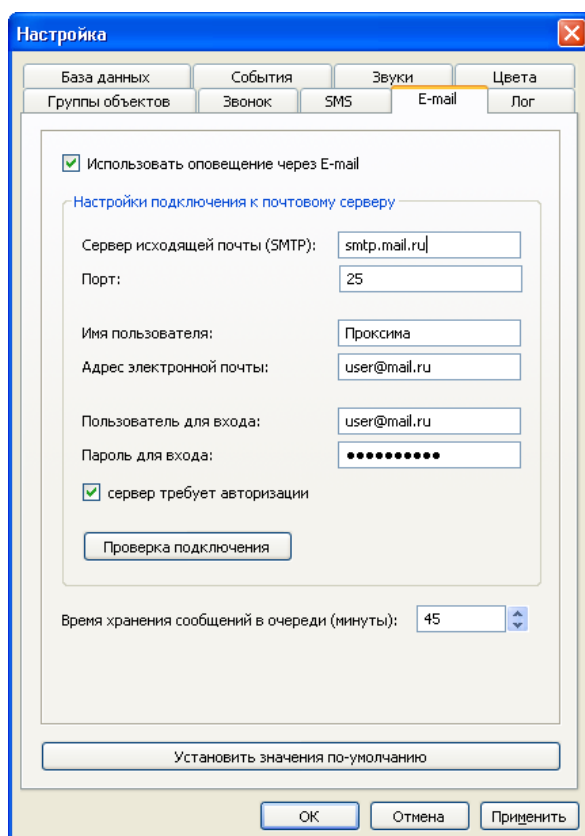 Настройка
База данных События Звуки Цвета
Группы объектов Звонок SMS E-mail Лог
Использовать оповещение через E-mail
Настройки подключения к почтовому серверу
Сервер исходящей почты (SMTP): smtp.mail.ru
Порт: 25
Имя пользователя: Проксима
Адрес электронной почты: user@mail.ru
Пользователь для входа: user@mail.ru
Пароль для входа: ●●●●●●●●●●
сервер требует авторизации
Проверка подключения
Время хранения сообщений в очереди (минуты): 45
Установить значения по-умолчанию
OK Отмена Применить